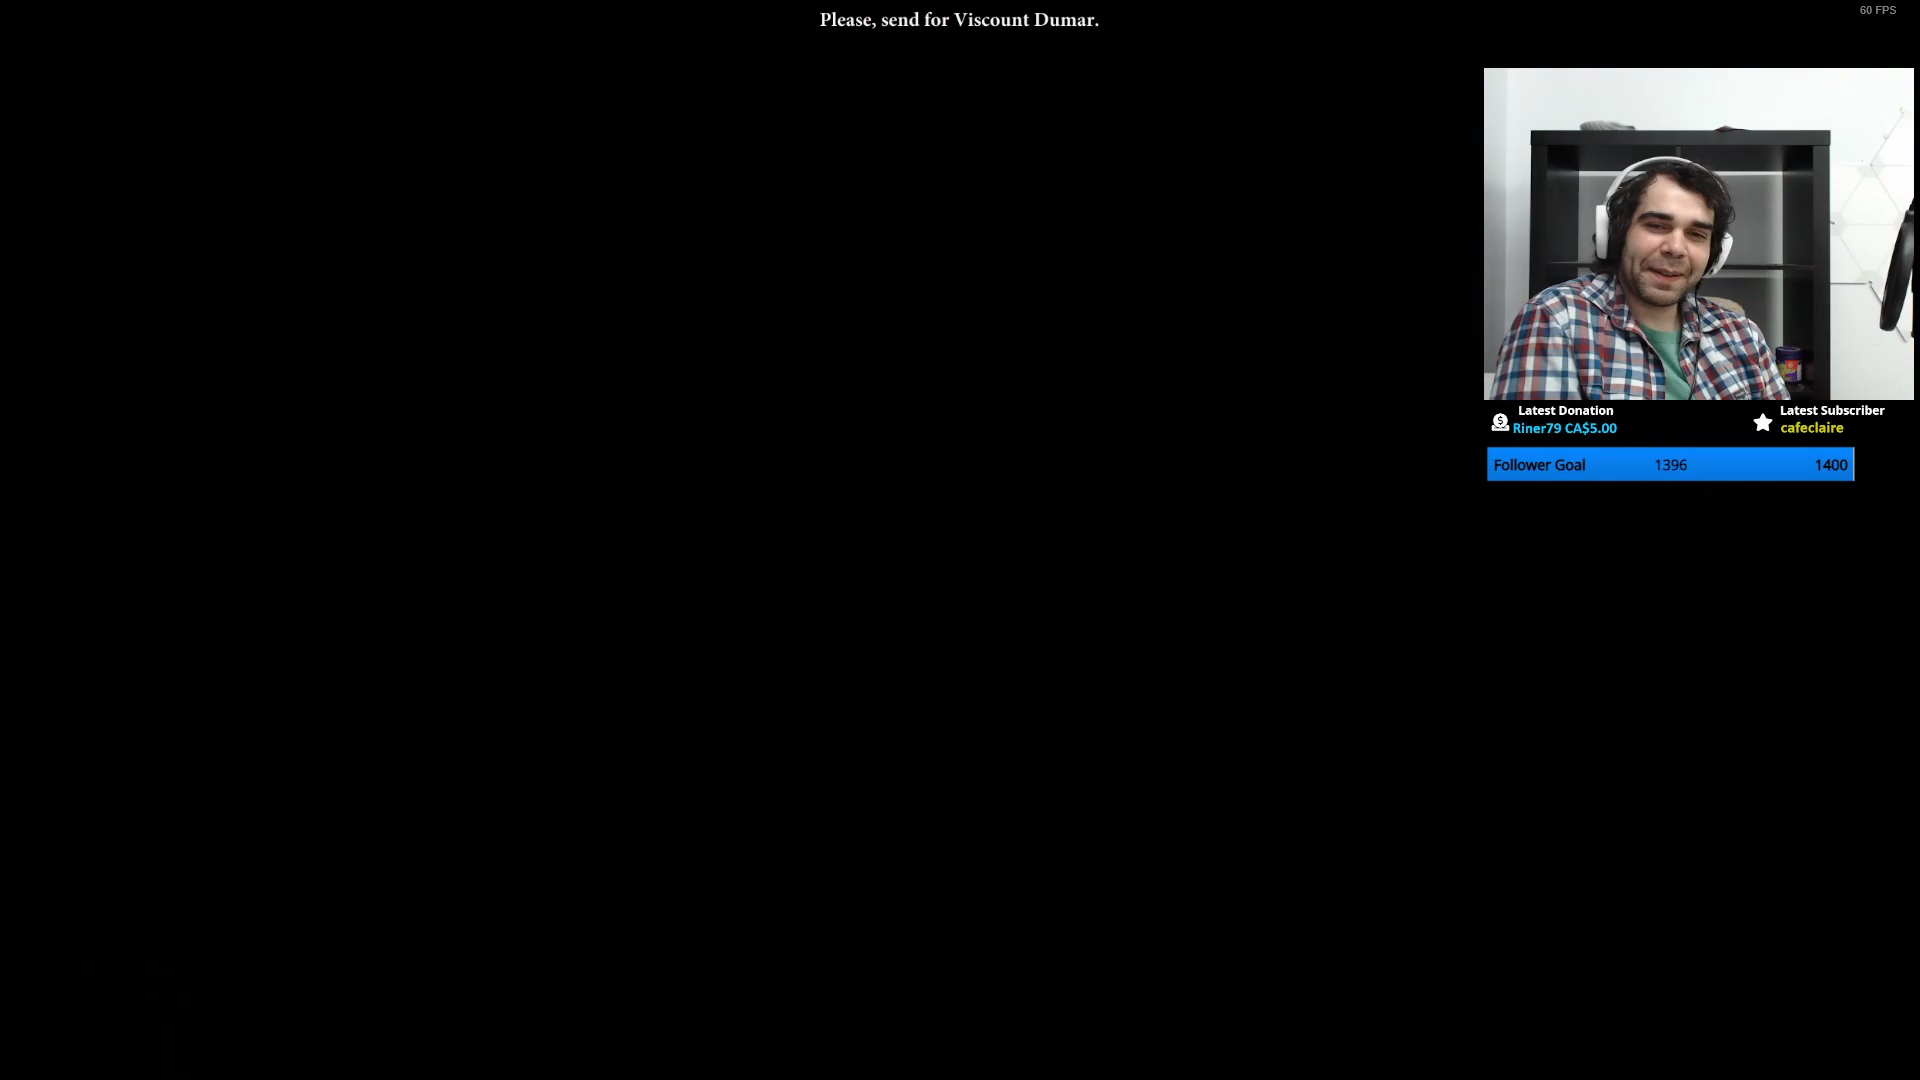 Please, send for Viscount Dumar.
60 FPS
Latest Donation
Riner79 CA$5.00
Latest Subscriber
cafeclaire
Follower Goal 1396 1400